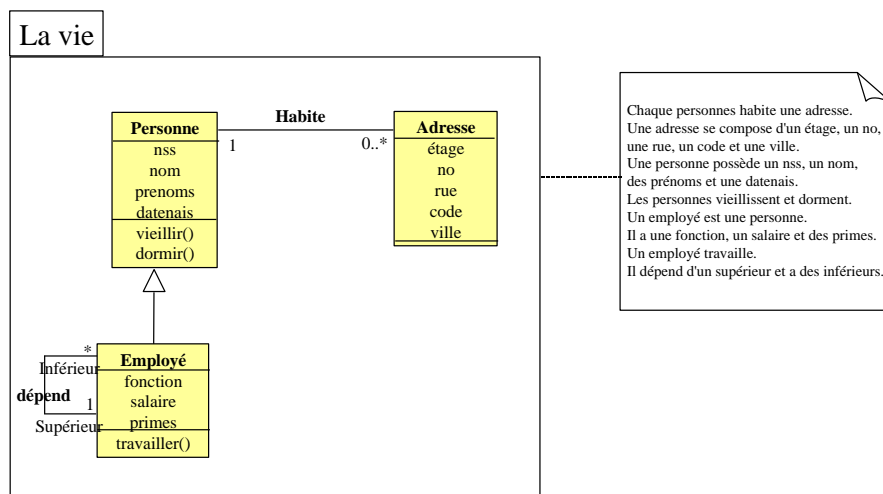 La vie
Personne
nss
nom
prenoms
datenais
vieillir()
dormir()
Habite
1
0..*
Adresse
étage
no
rue
code
ville
Chaque personnes habite une adresse.
Une adresse se compose d'un étage, un no,
une rue, un code et une ville.
Une personne possède un nss, un nom,
des prénoms et une datenais.
Les personnes vieillissent et dorment.
Un employé est une personne.
Il a une fonction, un salaire et des primes.
Un employé travaille.
Il dépend d'un supérieur et a des inférieurs.
*
Inférieur
dépend
1
Supérieur
Employé
fonction
salaire
primes
travailler()